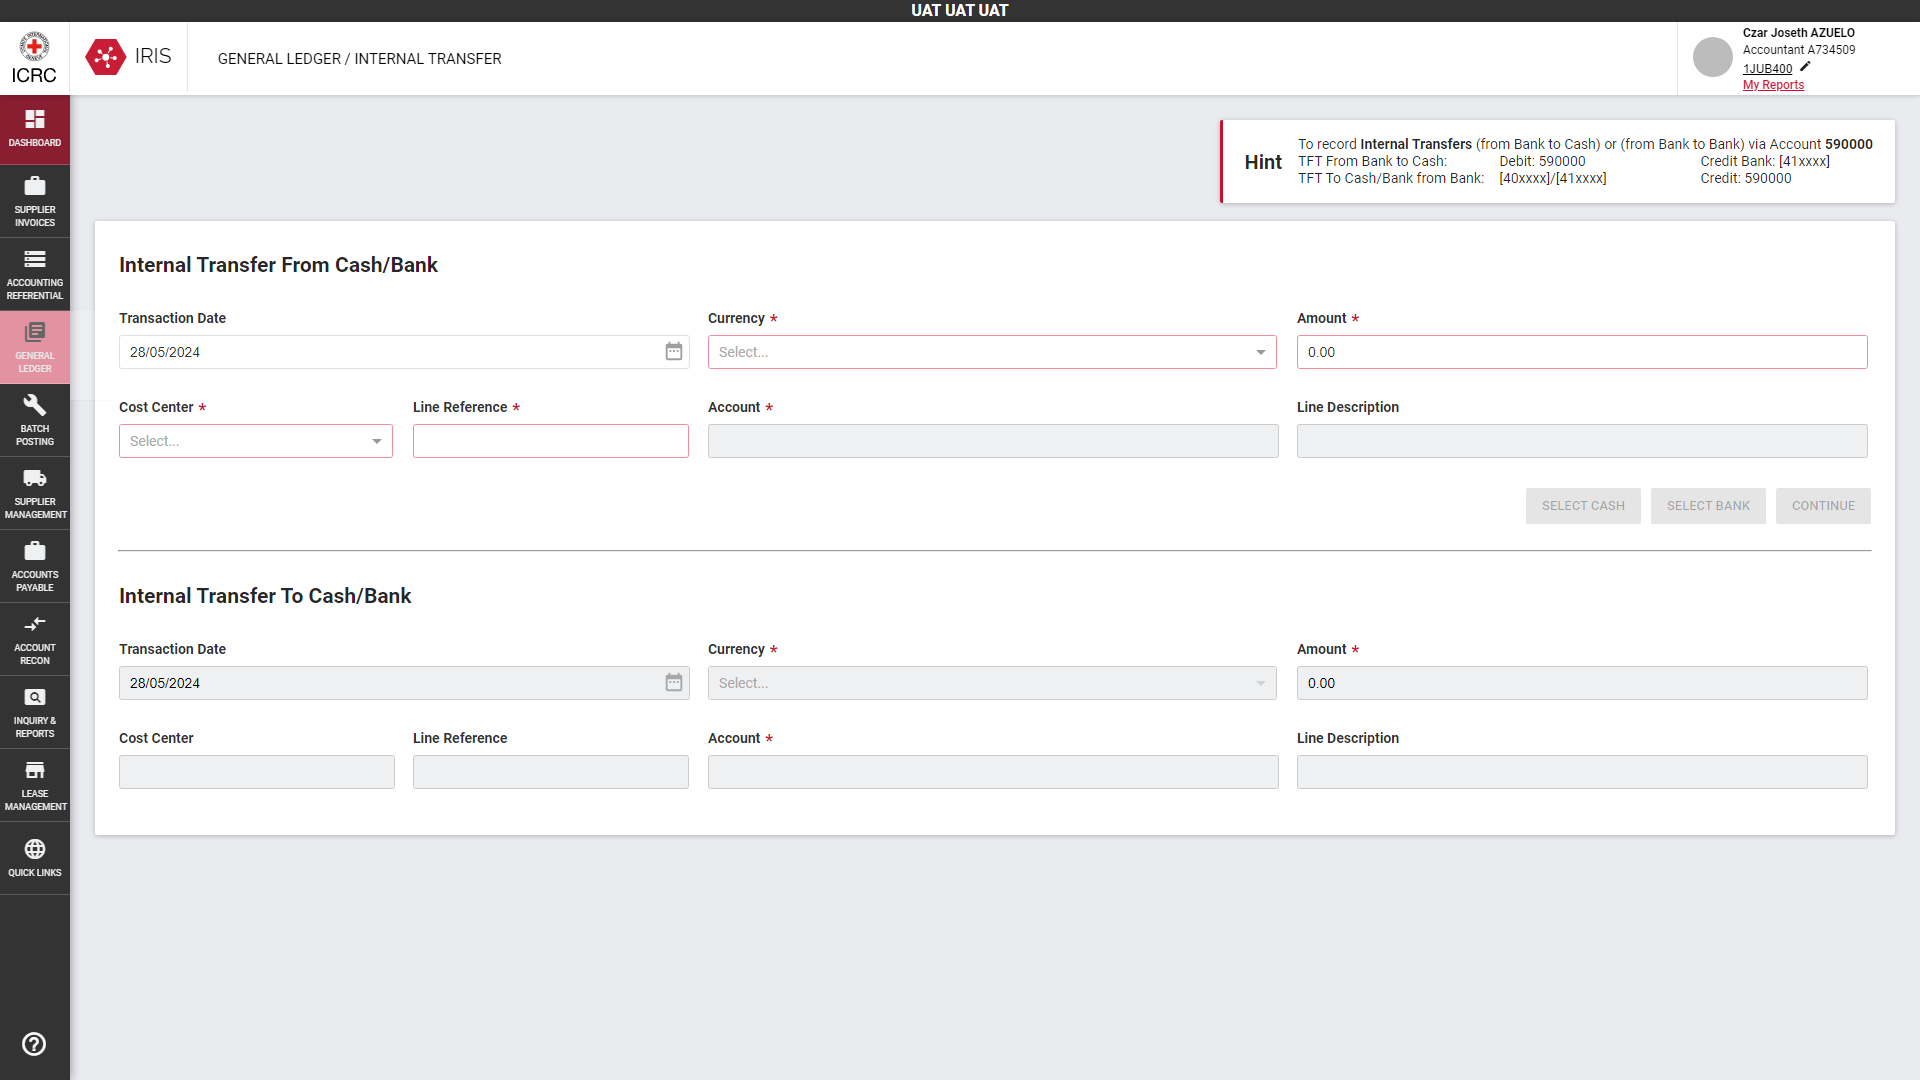 UAT UAT UAT
ICRC
IRIS
GENERAL LEDGER / INTERNAL TRANSFER
Czar Joseth AZUELO
Accountant A734509
1JUB400
My Reports
DASHBOARD
SUPPLIER
INVOICES
ACCOUNTING
REFERENTIAL
GENERAL
LEDGER
BATCH
POSTING
SUPPLIER
MANAGEMENT
ACCOUNTS
PAYABLE
ACCOUNT
RECON
INQUIRY &
REPORTS
LEASE
MANAGEMENT
QUICK LINKS
Hint
To record Internal Transfers (from Bank to Cash) or (from Bank to Bank) via Account 590000
TFT From Bank to Cash: Debit: 590000 Credit Bank: [41xxxx]
TFT To Cash/Bank from Bank: [40xxxx]/[41xxxx] Credit: 590000
Internal Transfer From Cash/Bank
Transaction Date Currency * Amount *
28/05/2024 Select... 0.00
Cost Center * Line Reference * Account * Line Description
Select...
SELECT CASH SELECT BANK CONTINUE
Internal Transfer To Cash/Bank
Transaction Date Currency * Amount *
28/05/2024 Select... 0.00
Cost Center Line Reference Account * Line Description